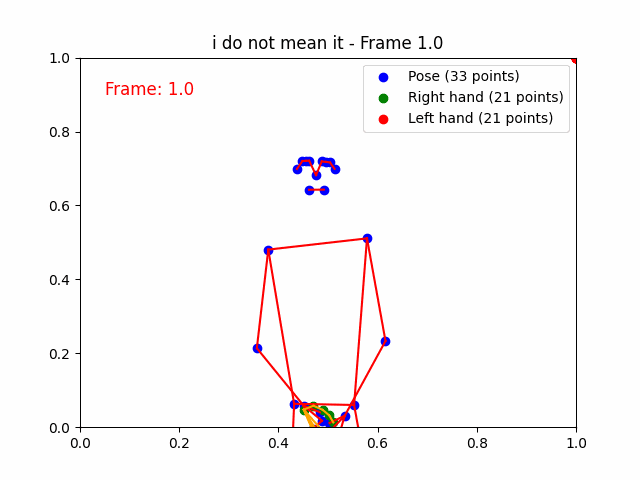 i do not mean it - Frame 1.0
Frame: 1.0
Pose (33 points)
Right hand (21 points)
Left hand (21 points)
1.0
0.8
0.6
0.4
0.2
0.0
0.0 0.2 0.4 0.6 0.8 1.0